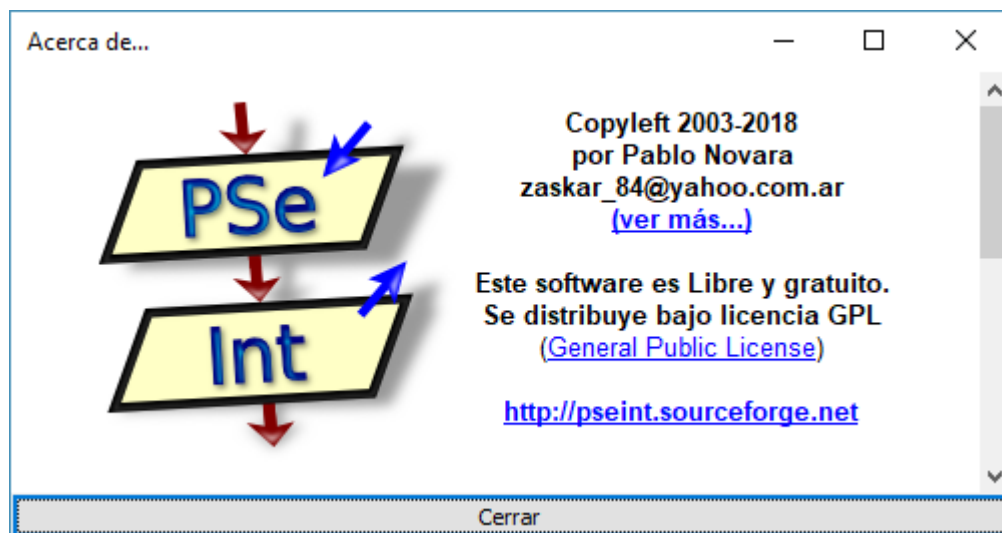 Acerca de...
PSe
Int
Copyleft 2003-2018
por Pablo Novara
zaskar_84@yahoo.com.ar
(ver más...)
Este software es Libre y gratuito.
Se distribuye bajo licencia GPL
(General Public License)
http://pseint.sourceforge.net
Cerrar